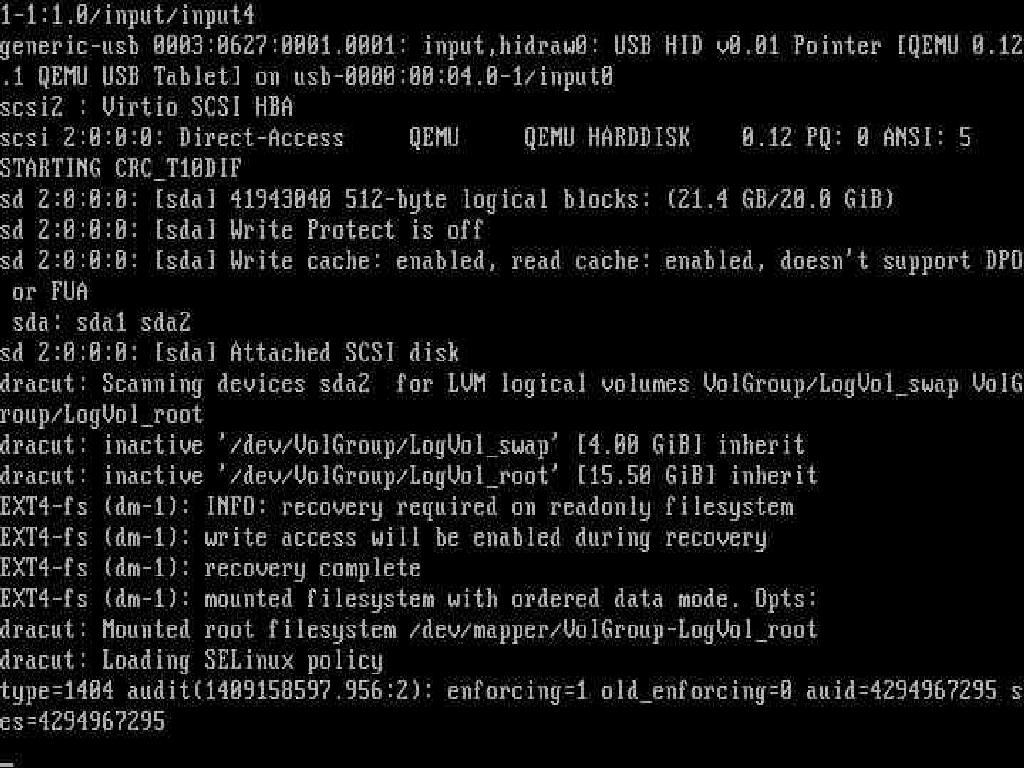 1-1:1.0/input/input4
generic-usb 0003:0627:0001.0001: input,hidraw0: USB HID v0.01 Pointer [QEMU 0.12
.1 QEMU USB Tablet] on usb-0000:00:04.0-1/input0
scsi2 : Virtio SCSI HBA
scsi 2:0:0:0: Direct-Access     QEMU     QEMU HARDDISK    0.12 PQ: 0 ANSI: 5
STARTING CRC_T10DIF
sd 2:0:0:0: [sda] 41943040 512-byte logical blocks: (21.4 GB/20.0 GiB)
sd 2:0:0:0: [sda] Write Protect is off
sd 2:0:0:0: [sda] Write cache: enabled, read cache: enabled, doesn't support DPO
 or FUA
 sda: sda1 sda2
sd 2:0:0:0: [sda] Attached SCSI disk
dracut: Scanning devices sda2  for LVM logical volumes VolGroup/LogVol_swap VolG
roup/LogVol_root
dracut: inactive '/dev/VolGroup/LogVol_swap' [4.00 GiB] inherit
dracut: inactive '/dev/VolGroup/LogVol_root' [15.50 GiB] inherit
EXT4-fs (dm-1): INFO: recovery required on readonly filesystem
EXT4-fs (dm-1): write access will be enabled during recovery
EXT4-fs (dm-1): recovery complete
EXT4-fs (dm-1): mounted filesystem with ordered data mode. Opts:
dracut: Mounted root filesystem /dev/mapper/VolGroup-LogVol_root
dracut: Loading SELinux policy
type=1404 audit(1409158597.956:2): enforcing=1 old_enforcing=0 auid=4294967295 s
es=4294967295